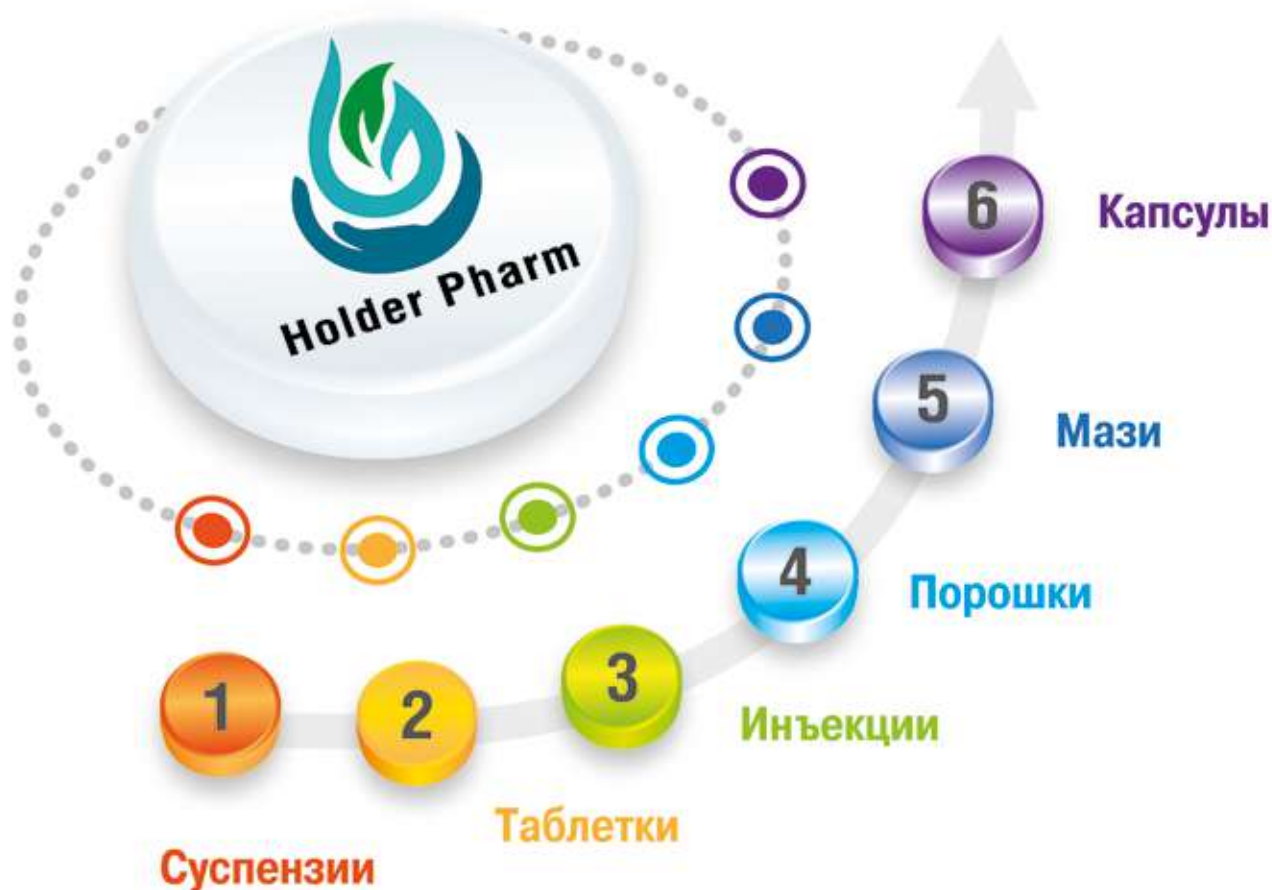 Holder Pharm
6
Капсулы
5
Мази
4
Порошки
3
Инъекции
2
Таблетки
1
Суспензии